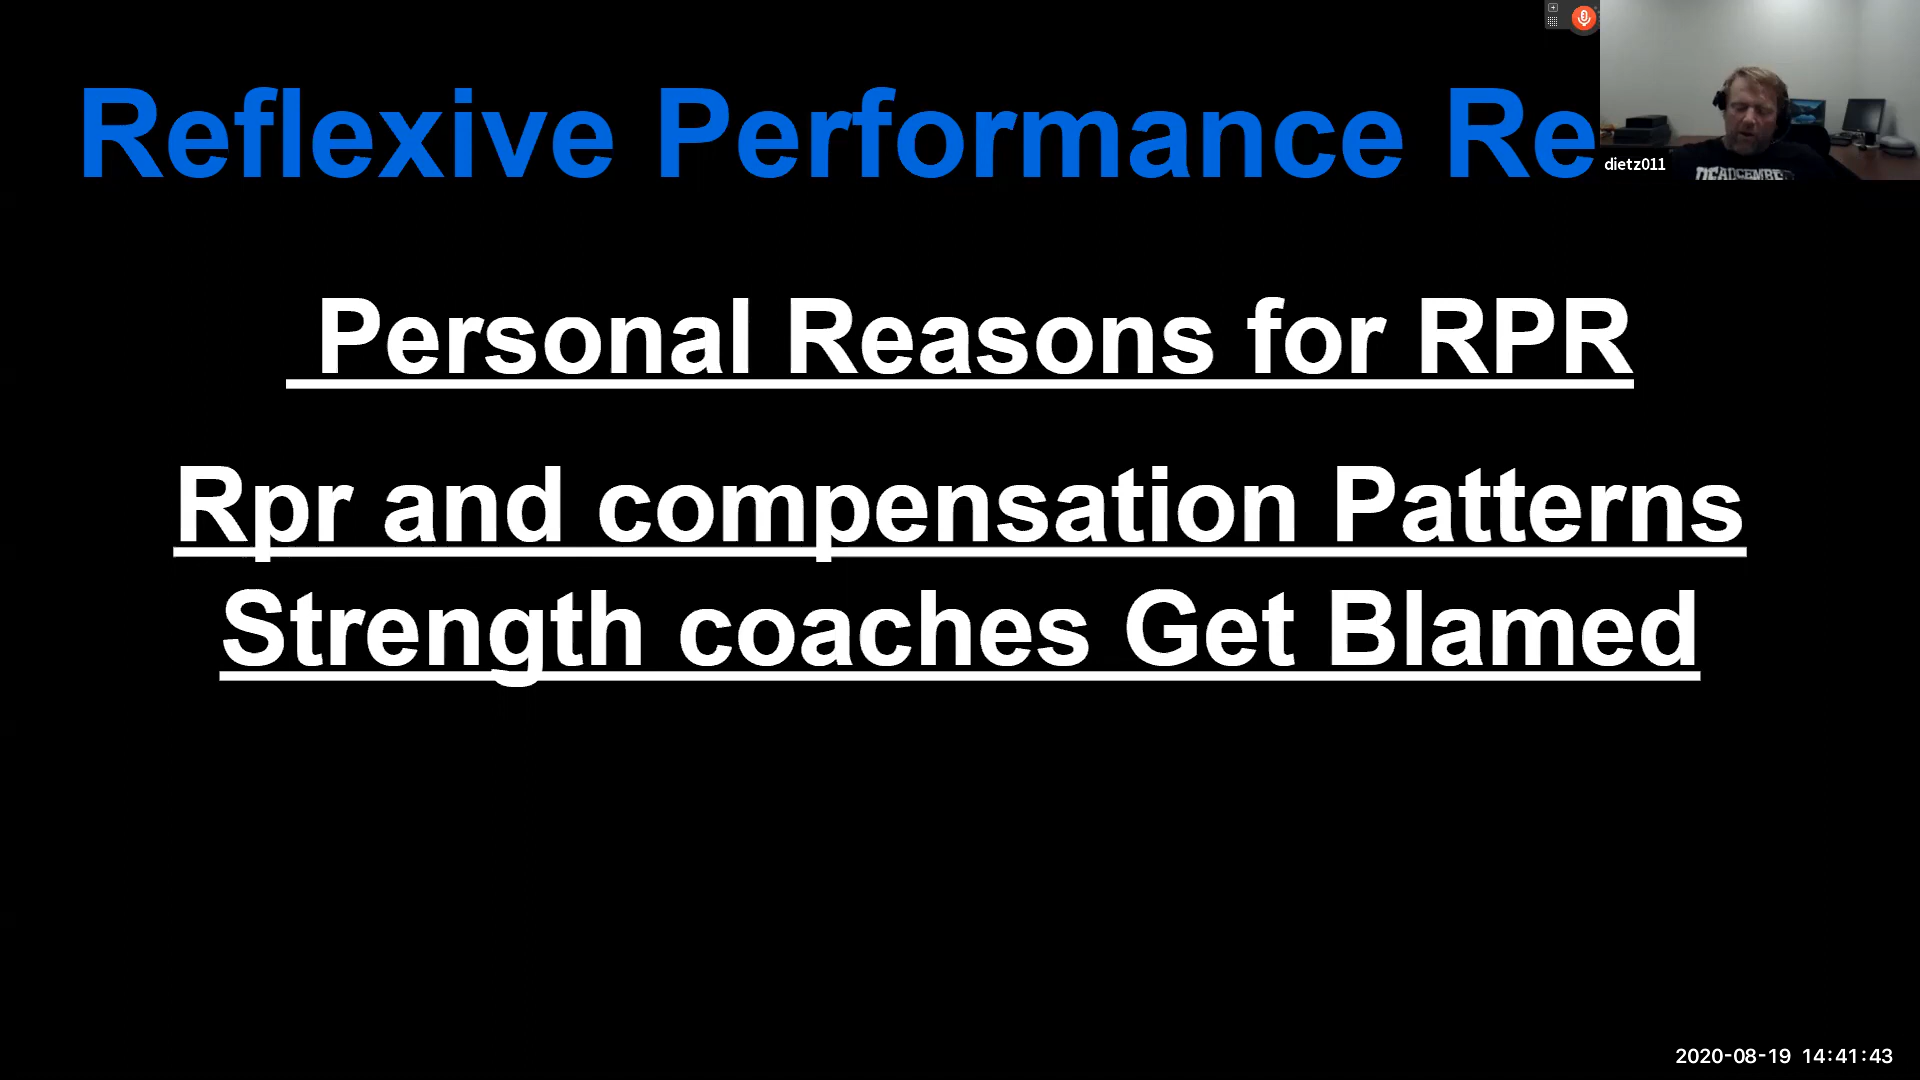 Reflexive Performance Re
dietz011
Personal Reasons for RPR
Rpr and compensation Patterns
Strength coaches Get Blamed
2020-08-19 14:41:43